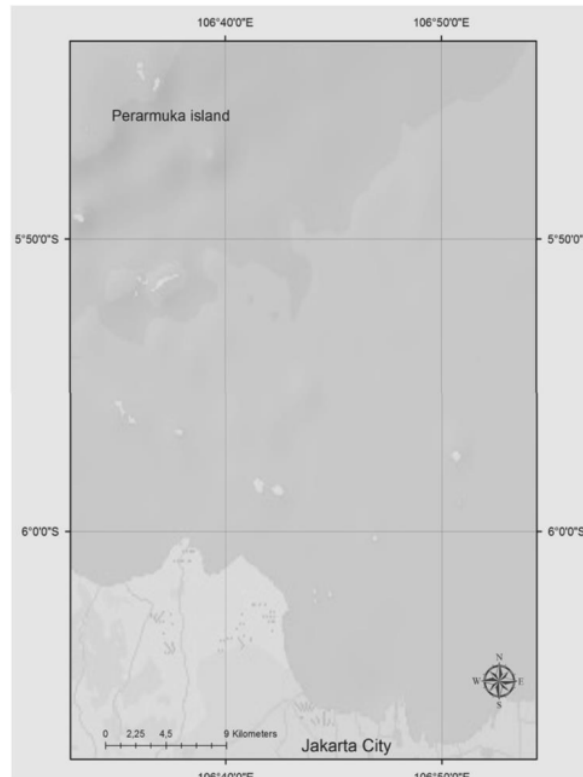 106°40'0"E 106°50'0"E
Perarmuka island
5°50'0"S 5°50'0"S
6°0'0"S 6°0'0"S
N
W E
S
0 2,25 4,5 9 Kilometers
Jakarta City
106°40'0"E 106°50'0"E